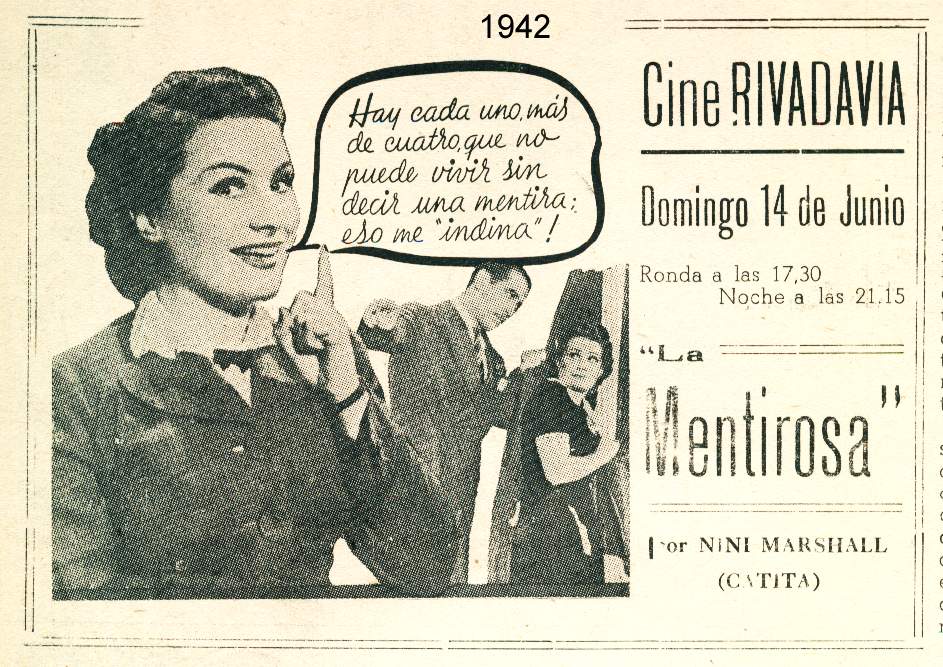 1942
Hay cada uno, más
de cuatro, que no
puede vivir sin
decir una mentira:
eso me "indina"!
Cine RIVADAVIA
Domingo 14 de Junio
Ronda a las 17,30
Noche a las 21.15
"La
Mentirosa"
por NINI MARSHALL
(CATITA)